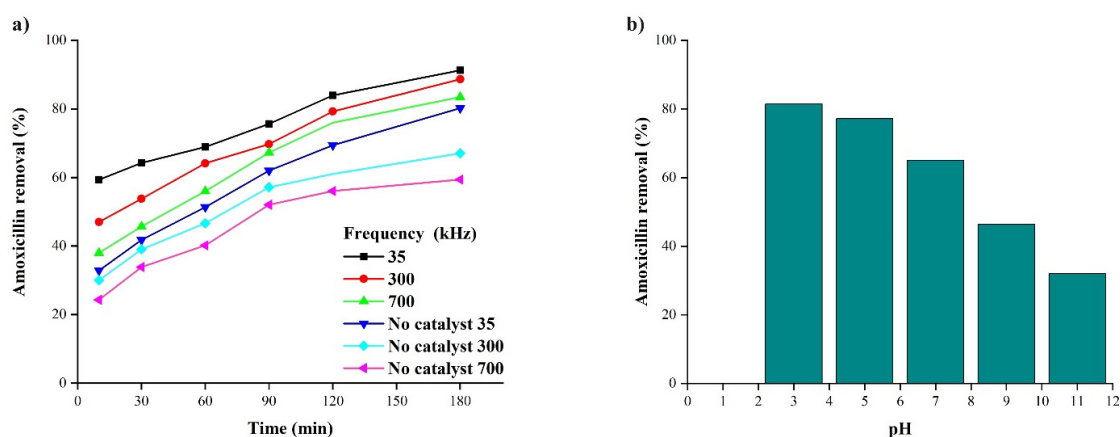 a)
Amoxicillin removal (%)
100
80
60
40
20
0
0 30 60 90 120 150 180
Time (min)
Frequency (kHz)
35
300
700
No catalyst 35
No catalyst 300
No catalyst 700
b)
Amoxicillin removal (%)
100
80
60
40
20
0
0 1 2 3 4 5 6 7 8 9 10 11 12
pH